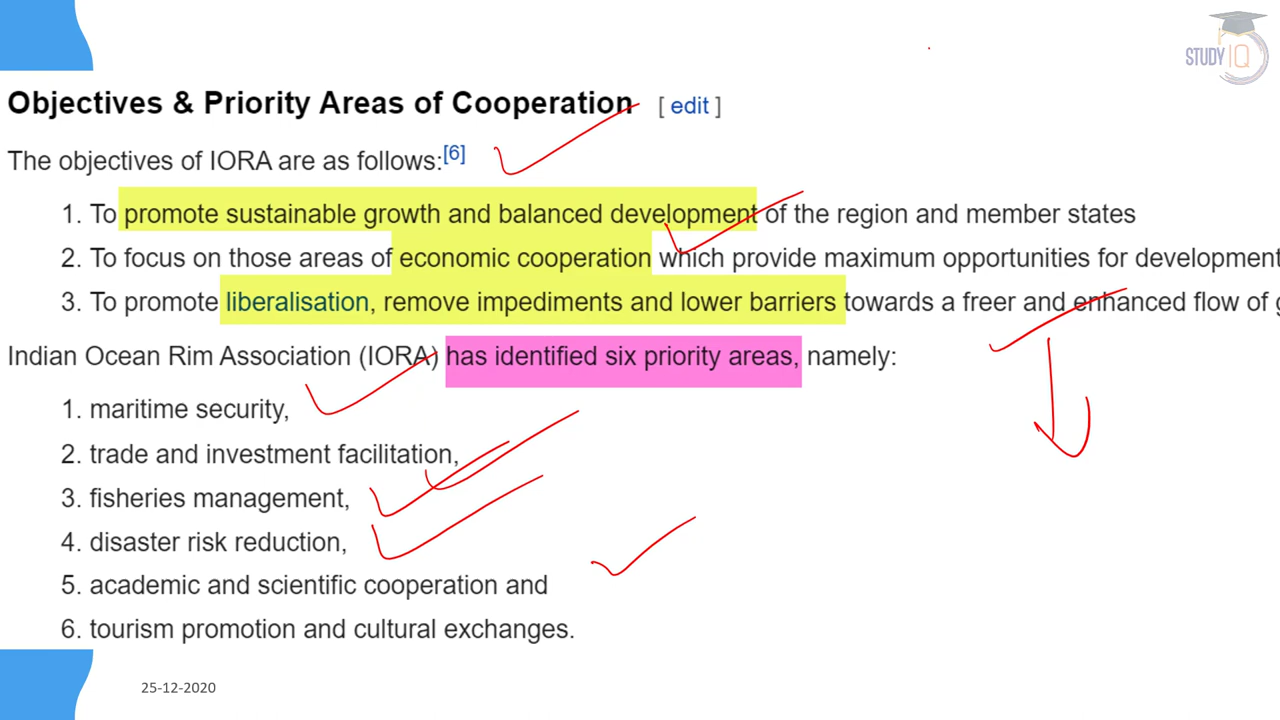 STUDY IQ
Objectives & Priority Areas of Cooperation [ edit ]
The objectives of IORA are as follows:[6]
1. To promote sustainable growth and balanced development of the region and member states
2. To focus on those areas of economic cooperation which provide maximum opportunities for development
3. To promote liberalisation, remove impediments and lower barriers towards a freer and enhanced flow of
Indian Ocean Rim Association (IORA) has identified six priority areas, namely:
1. maritime security,
2. trade and investment facilitation,
3. fisheries management,
4. disaster risk reduction,
5. academic and scientific cooperation and
6. tourism promotion and cultural exchanges.
25-12-2020